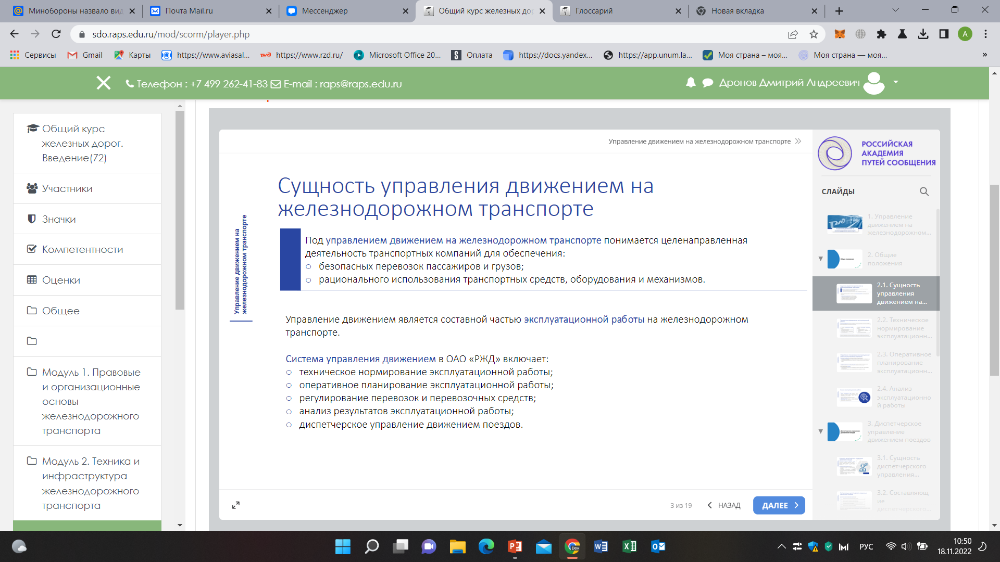 Минобороны назвало вид
Почта Mail.ru
Мессенджер
Общий курс железных дор
Глоссарий
Новая вкладка
sdo.raps.edu.ru/mod/scorm/player.php
A
Сервисы
Gmail
Карты
https://www.aviasal...
https://www.rzd.ru/
Microsoft Office 20...
Оплата
https://docs.yandex...
https://app.unum.la...
Моя страна – моя...
Моя страна — моя...
»
Телефон : +7 499 262-41-83 E-mail : raps@raps.edu.ru
Дронов Дмитрий Андреевич
Общий курс
железных дорог.
Введение(72)
Участники
Значки
Компетентности
Оценки
Общее
Модуль 1. Правовые
и организационные
основы
железнодорожного
транспорта
Модуль 2. Техника и
инфраструктура
железнодорожного
транспорта
Управление движением на железнодорожном транспорте
Управление движением на
железнодорожном транспорте
Сущность управления движением на
железнодорожном транспорте
Под управлением движением на железнодорожном транспорте понимается целенаправленная
деятельность транспортных компаний для обеспечения:
○ безопасных перевозок пассажиров и грузов;
○ рационального использования транспортных средств, оборудования и механизмов.
Управление движением является составной частью эксплуатационной работы на железнодорожном
транспорте.
Система управления движением в ОАО «РЖД» включает:
○ техническое нормирование эксплуатационной работы;
○ оперативное планирование эксплуатационной работы;
○ регулирование перевозок и перевозочных средств;
○ анализ результатов эксплуатационной работы;
○ диспетчерское управление движением поездов.
3 из 19
НАЗАД
ДАЛЕЕ
РОССИЙСКАЯ
АКАДЕМИЯ
ПУТЕЙ СООБЩЕНИЯ
СЛАЙДЫ
1. Управление
движением на
железнодорожном...
2. Общие
положения
2.1. Сущность
управления
движением на...
2.2. Техническое
нормирование
эксплуатационн...
2.3. Оперативное
планирование
эксплуатационн...
2.4. Анализ
эксплуатационно
й работы
3. Диспетчерское
управление
движением поездов
3.1. Сущность
диспетчерского
управления...
3.2. Составляющ
ие
диспетчерского...
РУС
10:50
18.11.2022